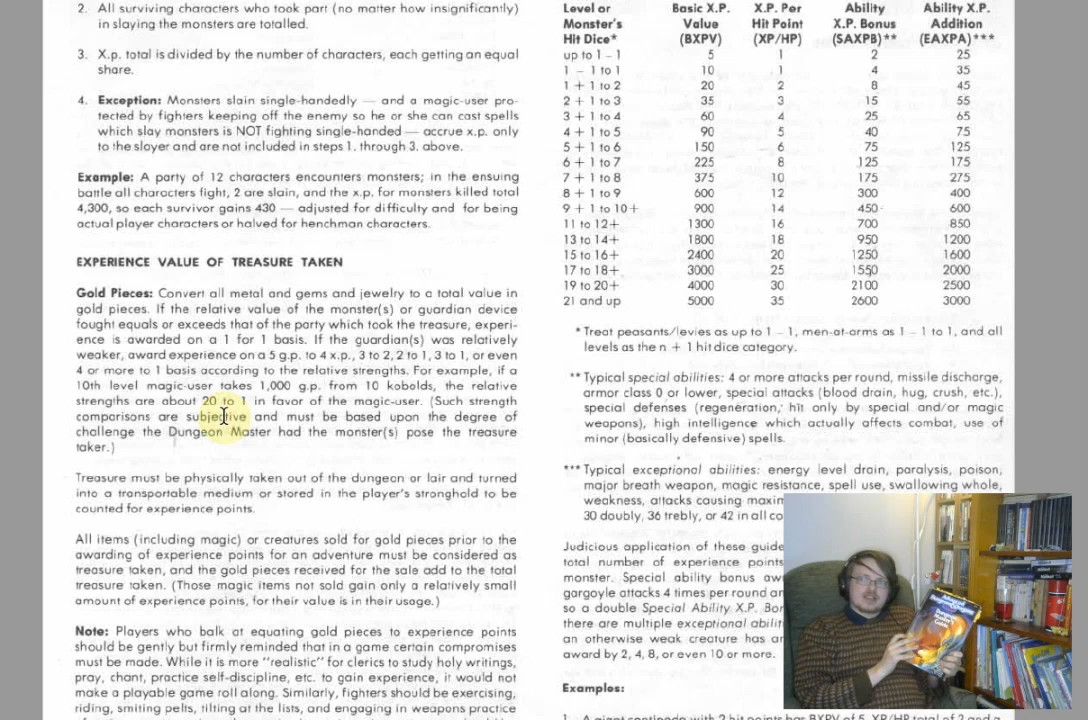 2. All surviving characters who took part (no matter how insignificantly)
in slaying the monsters are totalled.
3. X.p. total is divided by the number of characters, each getting an equal
share.
4. Exception: Monsters slain single-handedly — and a magic-user pro-
tected by fighters keeping off the enemy so he or she can cast spells
which slay monsters is NOT fighting single-handed — accrue x.p. only
to the slayer and are not included in steps 1. through 3. above.
Example: A party of 12 characters encounters monsters; in the ensuing
battle all characters fight, 2 are slain, and the x.p. for monsters killed total
4,300, so each survivor gains 430 — adjusted for difficulty and for being
actual player characters or halved for henchman characters.
EXPERIENCE VALUE OF TREASURE TAKEN
Gold Pieces: Convert all metal and gems and jewelry to a total value in
gold pieces. If the relative value of the monster(s) or guardian device
fought equals or exceeds that of the party which took the treasure, experi-
ence is awarded on a 1 for 1 basis. If the guardian(s) was relatively
weaker, award experience on a 5 g.p. to 4 x.p., 3 to 2, 2 to 1, 3 to 1, or even
4 or more to 1 basis according to the relative strengths. For example, if a
10th level magic-user takes 1,000 g.p. from 10 kobolds, the relative
strengths are about 20 to 1 in favor of the magic-user. (Such strength
comparisons are subjective and must be based upon the degree of
challenge the Dungeon Master had the monster(s) pose the treasure
taker.)
Treasure must be physically taken out of the dungeon or lair and turned
into a transportable medium or stored in the player's stronghold to be
counted for experience points.
All items (including magic) or creatures sold for gold pieces prior to the
awarding of experience points for an adventure must be considered as
treasure taken, and the gold pieces received for the sale add to the total
treasure taken. (Those magic items not sold gain only a relatively small
amount of experience points, for their value is in their usage.)
Note: Players who balk at equating gold pieces to experience points
should be gently but firmly reminded that in a game certain compromises
must be made. While it is more "realistic" for clerics to study holy writings,
pray, chant, practice self-discipline, etc. to gain experience, it would not
make a playable game roll along. Similarly, fighters should be exercising,
riding, smiting pelts, tilting at the lists, and engaging in weapons practice
Level or Basic X.P. X.P. Per Ability Ability X.P.
Monster's Value Hit Point X.P. Bonus Addition
Hit Dice* (BXPV) (XP/HP) (SAXPB)** (EAXPA)***
up to 1 – 1 5 1 2 25
1 – 1 to 1 10 1 4 35
1 + 1 to 2 20 2 8 45
2 + 1 to 3 35 3 15 55
3 + 1 to 4 60 4 25 65
4 + 1 to 5 90 5 40 75
5 + 1 to 6 150 6 75 125
6 + 1 to 7 225 8 125 175
7 + 1 to 8 375 10 175 275
8 + 1 to 9 600 12 300 400
9 + 1 to 10+ 900 14 450 600
11 to 12+ 1300 16 700 850
13 to 14+ 1800 18 950 1200
15 to 16+ 2400 20 1250 1600
17 to 18+ 3000 25 1550 2000
19 to 20+ 4000 30 2100 2500
21 and up 5000 35 2600 3000
* Treat peasants/levies as up to 1 – 1, men-at-arms as 1 – 1 to 1, and all
levels as the n + 1 hit dice category.
** Typical special abilities: 4 or more attacks per round, missile discharge,
armor class 0 or lower, special attacks (blood drain, hug, crush, etc.),
special defenses (regeneration, hit only by special and/or magic
weapons), high intelligence which actually affects combat, use of
minor (basically defensive) spells.
*** Typical exceptional abilities: energy level drain, paralysis, poison,
major breath weapon, magic resistance, spell use, swallowing whole,
weakness, attacks causing maxim
30 doubly, 36 trebly, or 42 in all co
Judicious application of these guide
total number of experience points
monster. Special ability bonus aw
gargoyle attacks 4 times per round an
so a double Special Ability X.P. Bon
there are multiple exceptional abiliti
an otherwise weak creature has an
award by 2, 4, 8, or even 10 or more.
Examples: